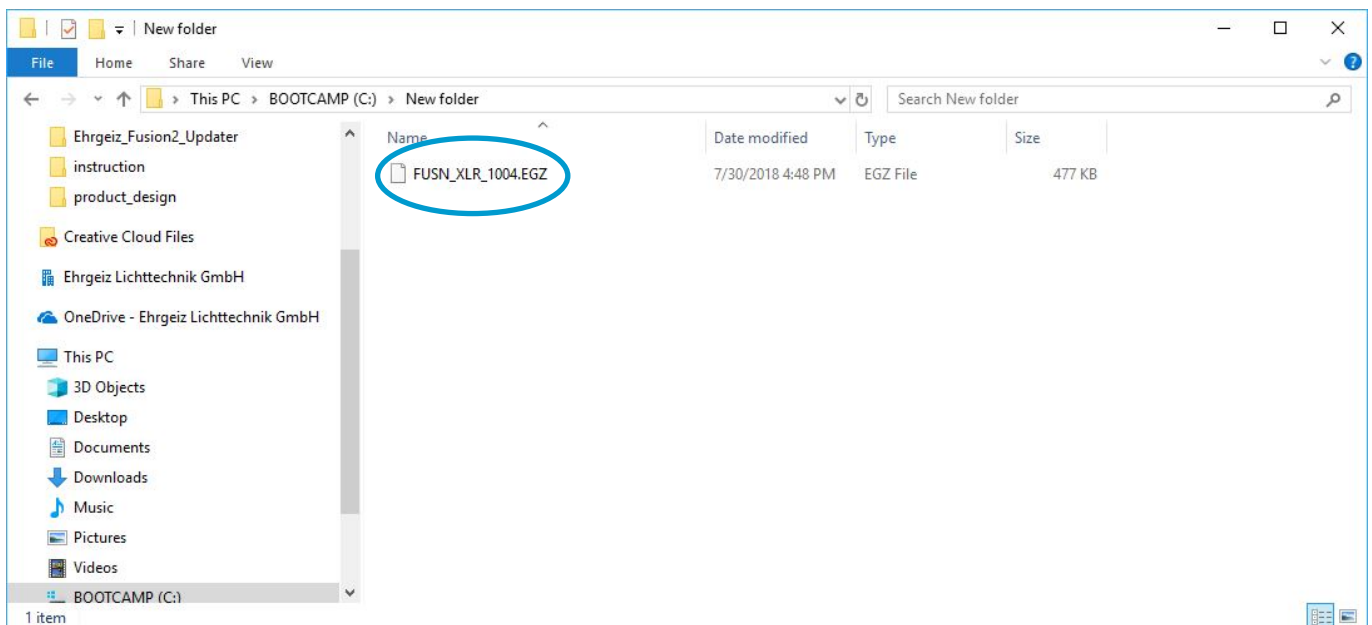 New folder
File Home Share View
This PC > BOOTCAMP (C:) > New folder
Search New folder
Ehrgeiz_Fusion2_Updater
instruction
product_design
Creative Cloud Files
Ehrgeiz Lichttechnik GmbH
OneDrive - Ehrgeiz Lichttechnik GmbH
This PC
3D Objects
Desktop
Documents
Downloads
Music
Pictures
Videos
BOOTCAMP (C:)
Name Date modified Type Size
FUSN_XLR_1004.EGZ 7/30/2018 4:48 PM EGZ File 477 KB
1 item